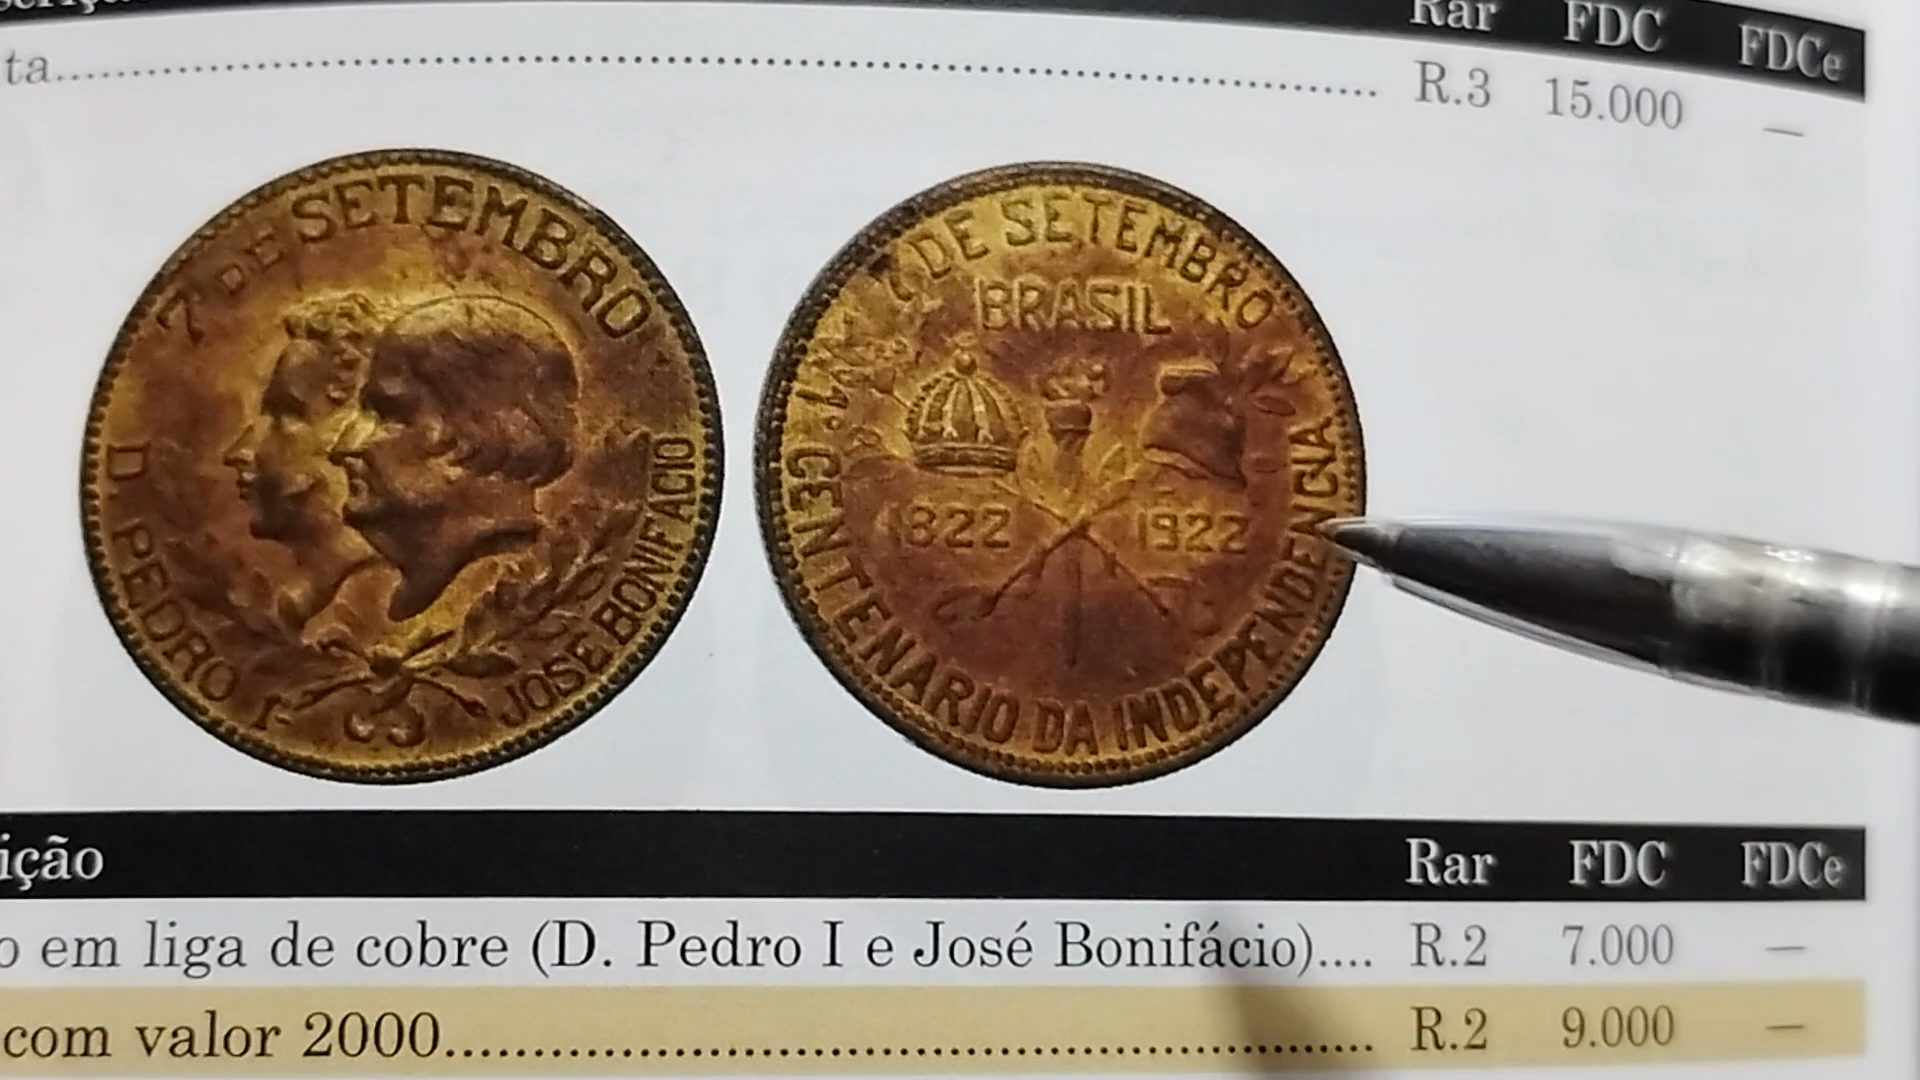 Rar FDC FDCe
ta.......... R.3 15.000 —
7 DE SETEMBRO
D. PEDRO I-
JOSE BONIFACIO
7 DE SETEMBRO
BRASIL
1822 1922
1º CENTENARIO DA INDEPENDENCIA
ição Rar FDC FDCe
o em liga de cobre (D. Pedro I e José Bonifácio).... R.2 7.000 —
com valor 2000.......... R.2 9.000 —